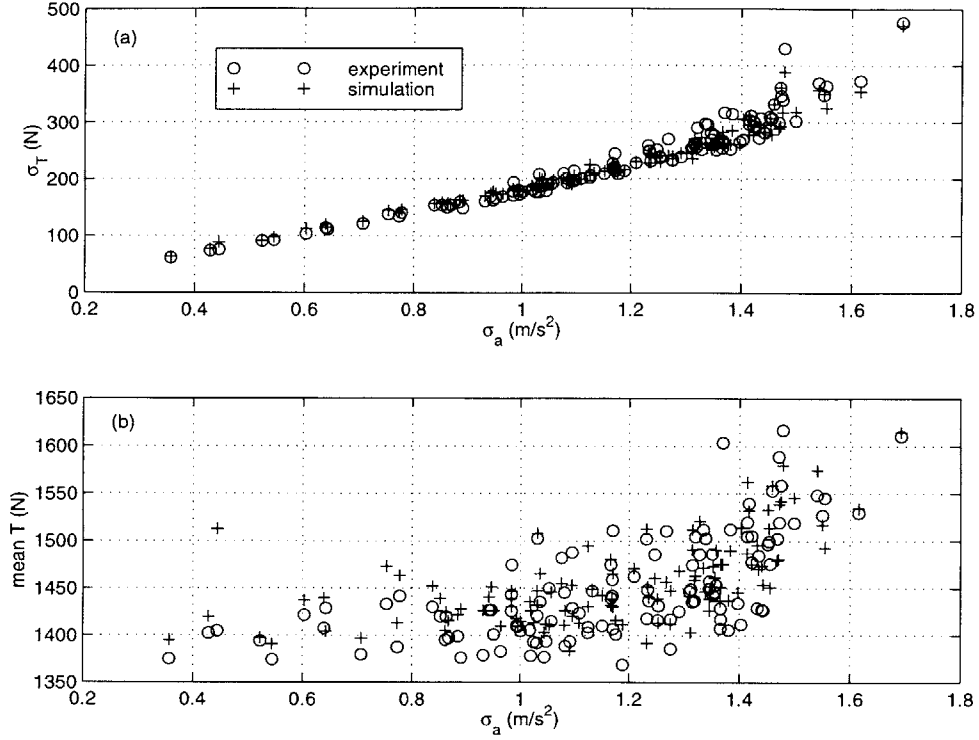 500
400
300
200
100
0
σ_T (N)
(a)
experiment
simulation
0.2 0.4 0.6 0.8 1 1.2 1.4 1.6 1.8
σ_a (m/s²)
1650
1600
1550
1500
1450
1400
1350
mean T (N)
(b)
0.2 0.4 0.6 0.8 1 1.2 1.4 1.6 1.8
σ_a (m/s²)